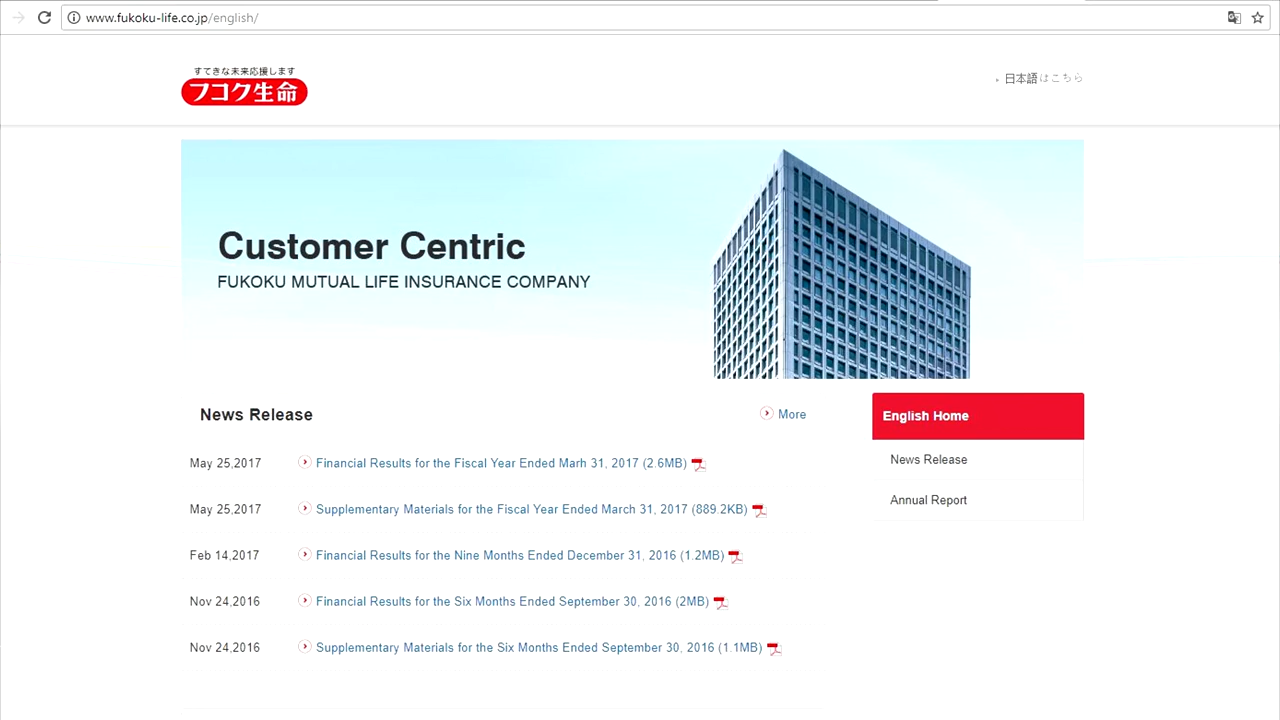 www.fukoku-life.co.jp/english/
すてきな未来応援します
フコク生命
日本語はこちら
Customer Centric
FUKOKU MUTUAL LIFE INSURANCE COMPANY
News Release
More
English Home
May 25,2017 Financial Results for the Fiscal Year Ended Marh 31, 2017 (2.6MB)
News Release
May 25,2017 Supplementary Materials for the Fiscal Year Ended March 31, 2017 (889.2KB)
Annual Report
Feb 14,2017 Financial Results for the Nine Months Ended December 31, 2016 (1.2MB)
Nov 24,2016 Financial Results for the Six Months Ended September 30, 2016 (2MB)
Nov 24,2016 Supplementary Materials for the Six Months Ended September 30, 2016 (1.1MB)